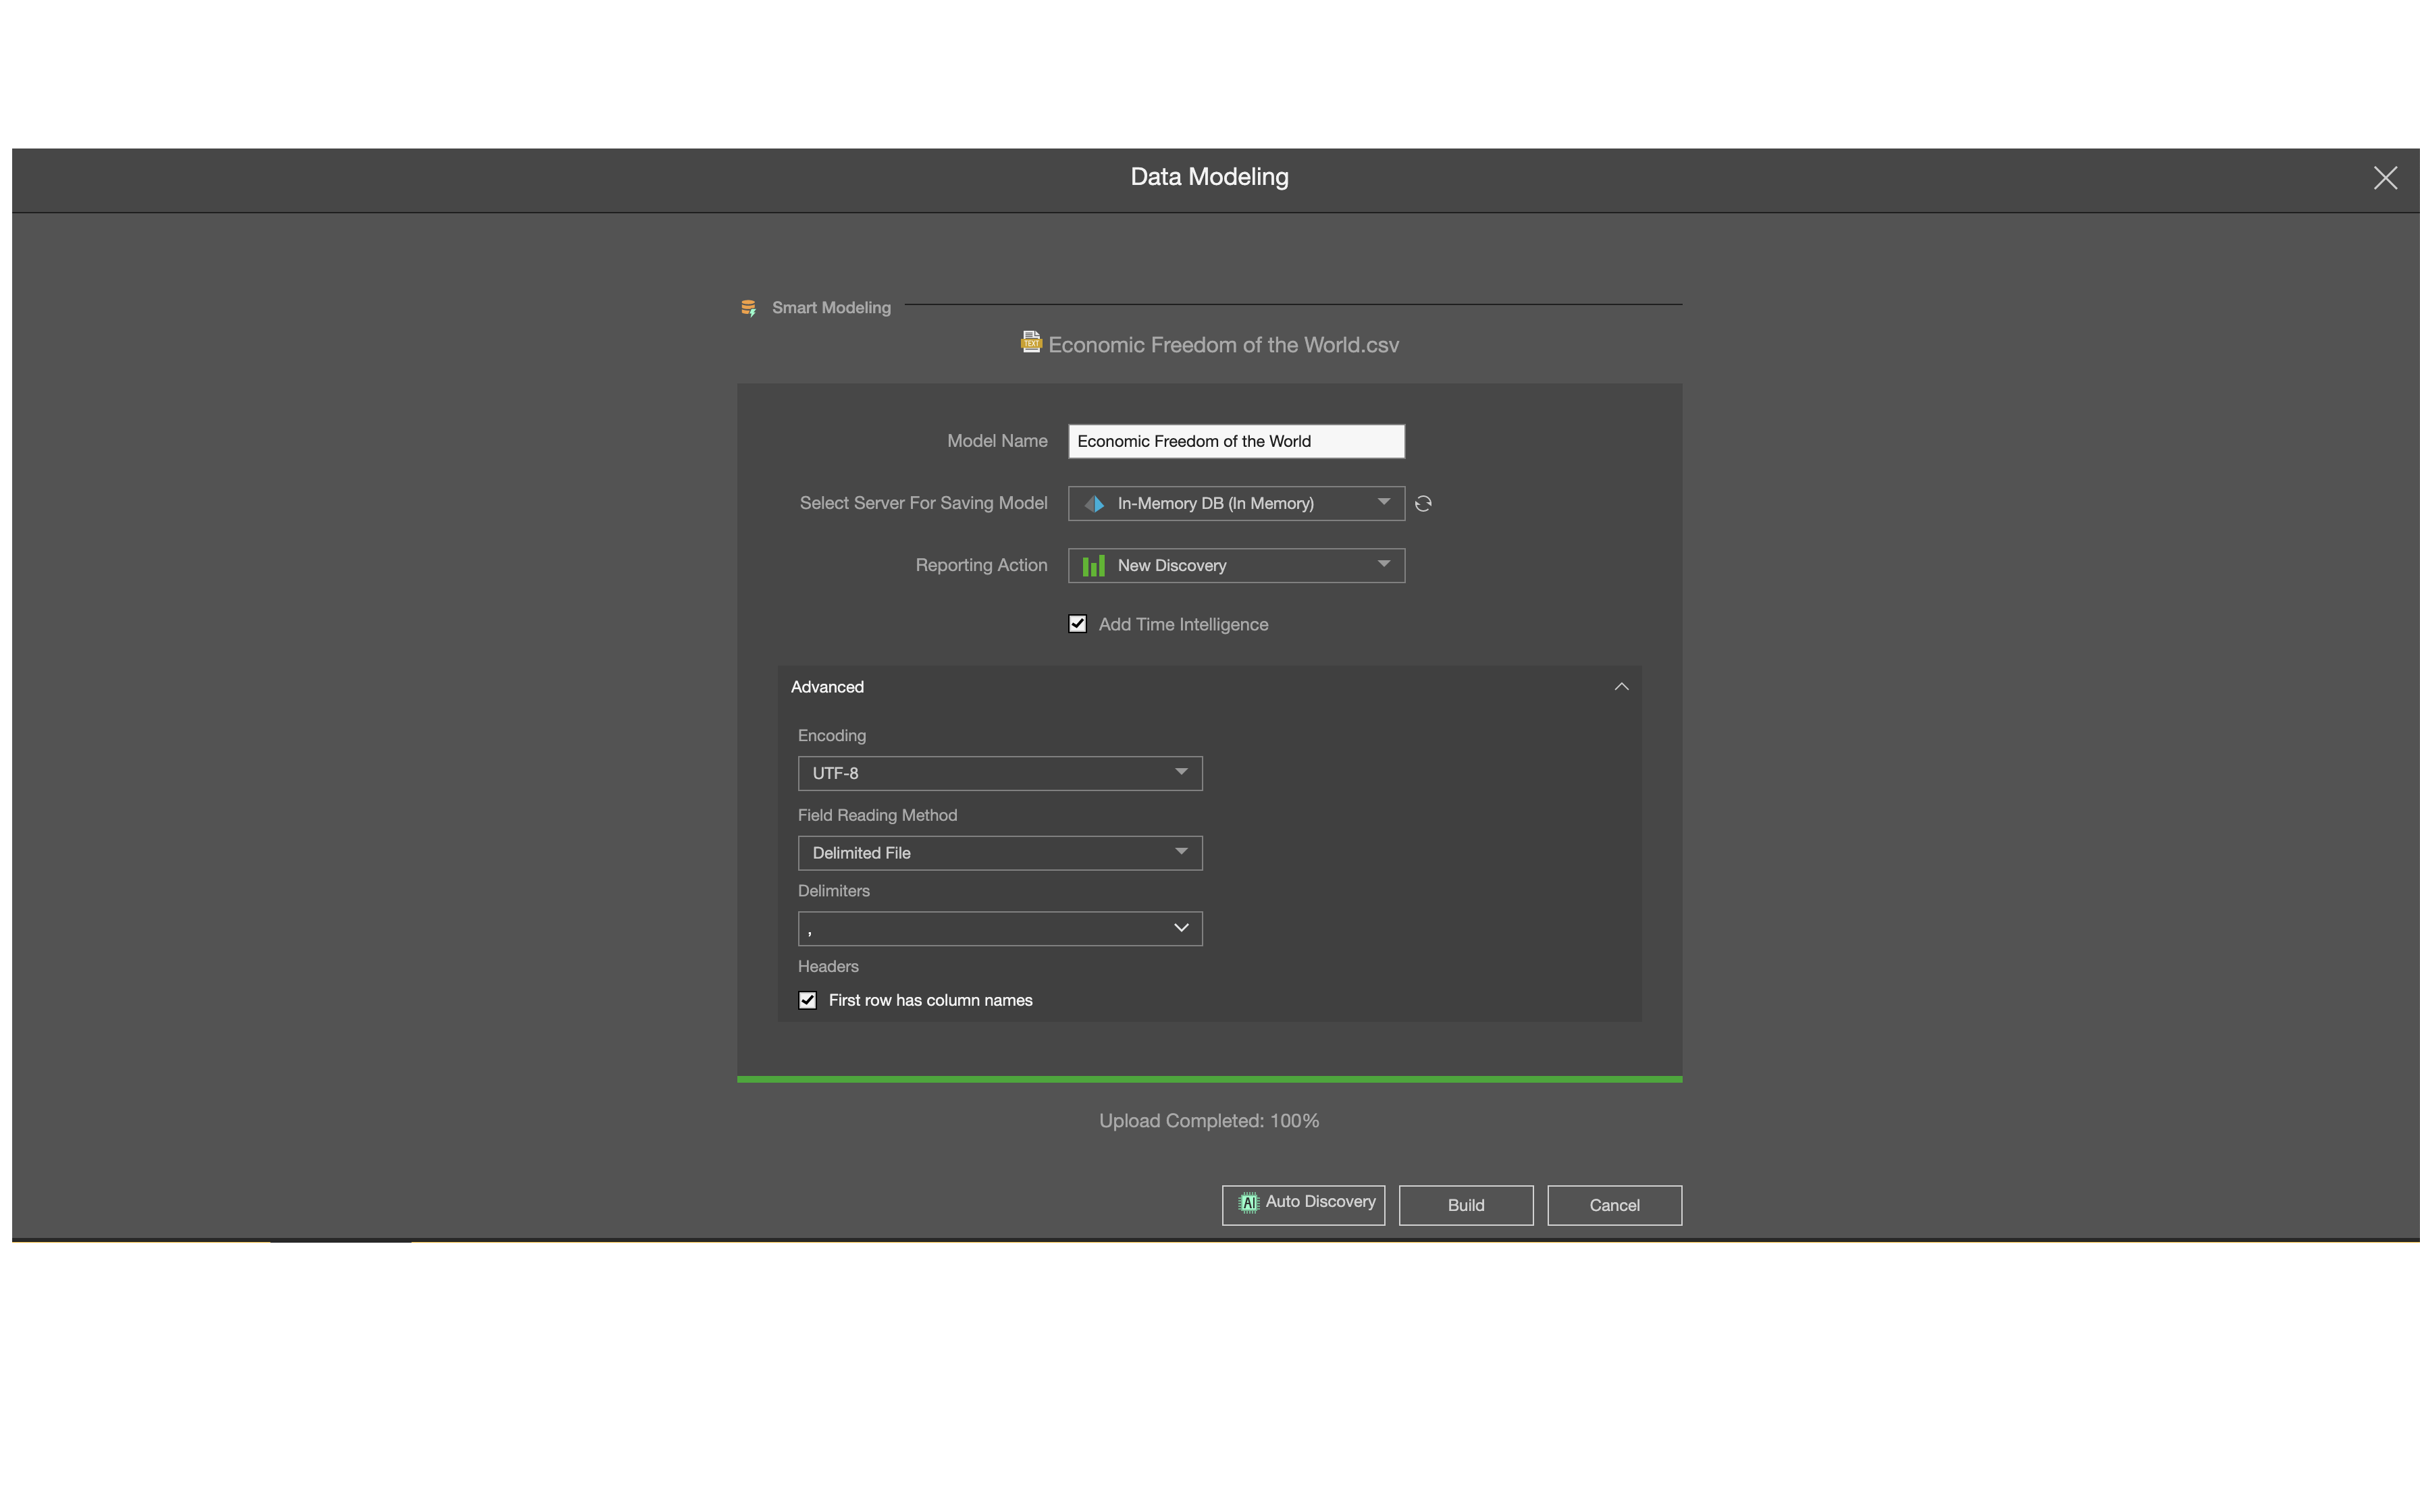 Data Modeling
Smart Modeling
TEXT
Economic Freedom of the World.csv
Model Name
Economic Freedom of the World
Select Server For Saving Model
In-Memory DB (In Memory)
Reporting Action
New Discovery
Add Time Intelligence
Advanced
Encoding
UTF-8
Field Reading Method
Delimited File
Delimiters
,
Headers
First row has column names
Upload Completed: 100%
AI Auto Discovery
Build
Cancel